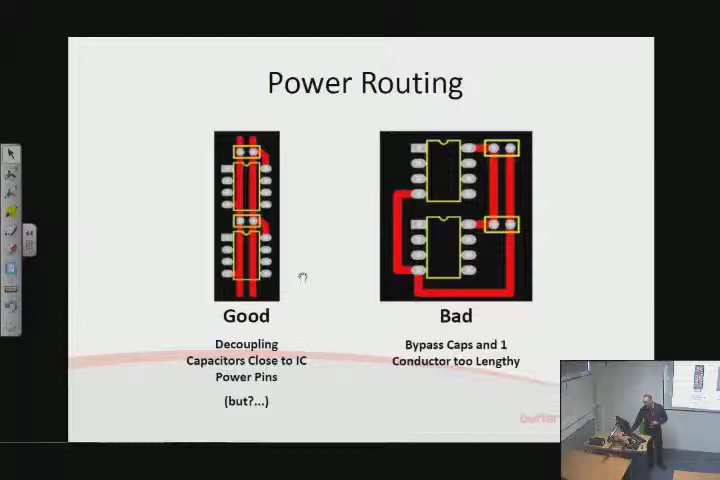 Power Routing
Good
Bad
Decoupling
Capacitors Close to IC
Power Pins
(but?...)
Bypass Caps and 1
Conductor too Lengthy